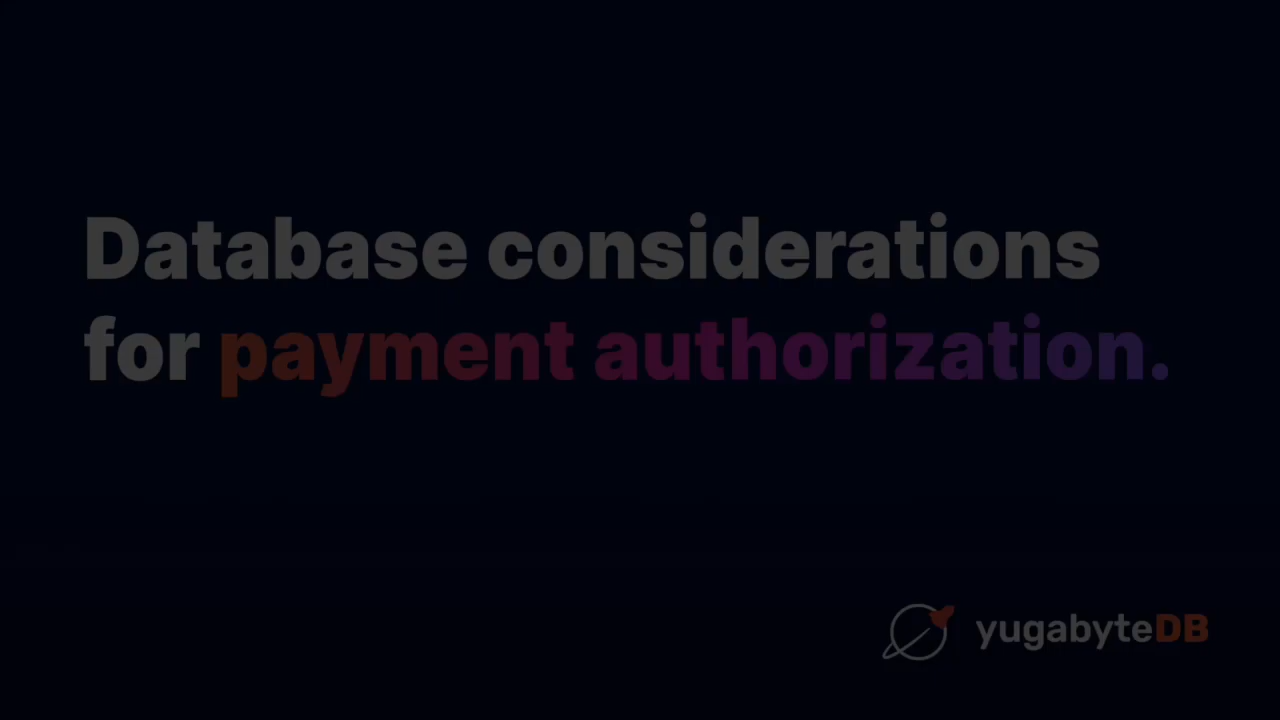 Database considerations
for payment authorization.
yugabyteDB